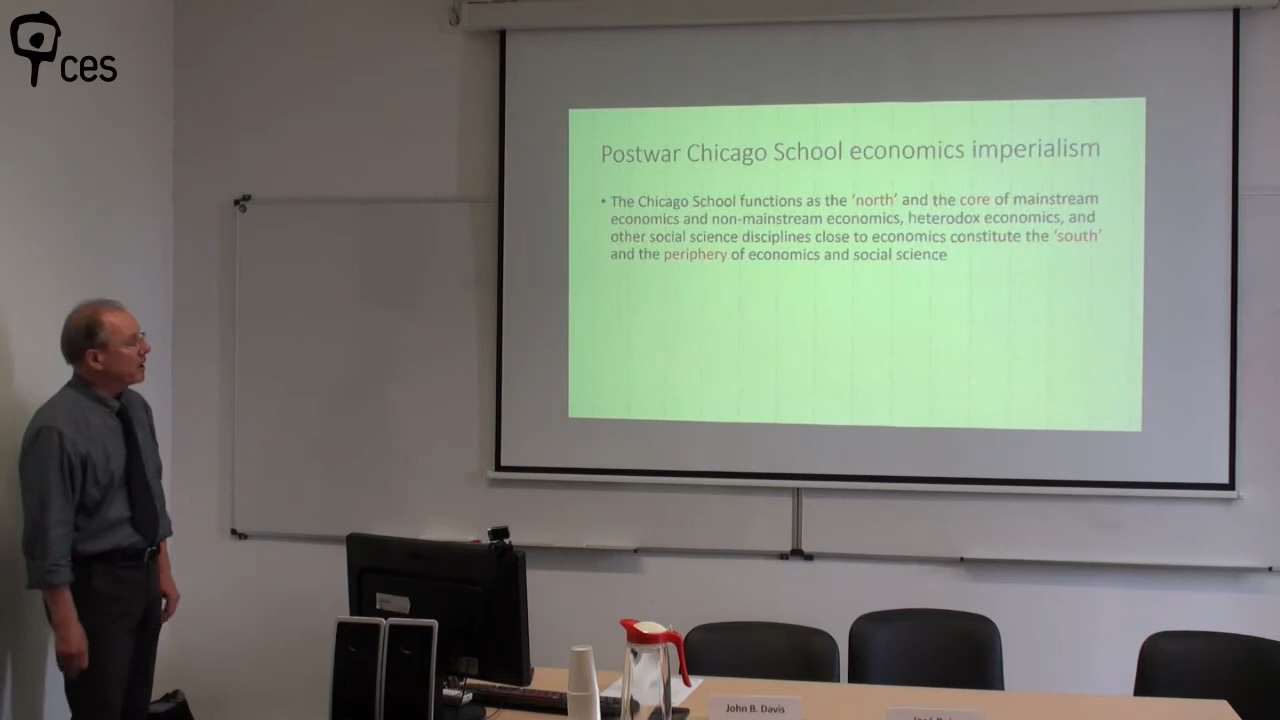 ces
Postwar Chicago School economics imperialism
• The Chicago School functions as the ‘north’ and the core of mainstream
economics and non-mainstream economics, heterodox economics, and
other social science disciplines close to economics constitute the ‘south’
and the periphery of economics and social science
John B. Davis